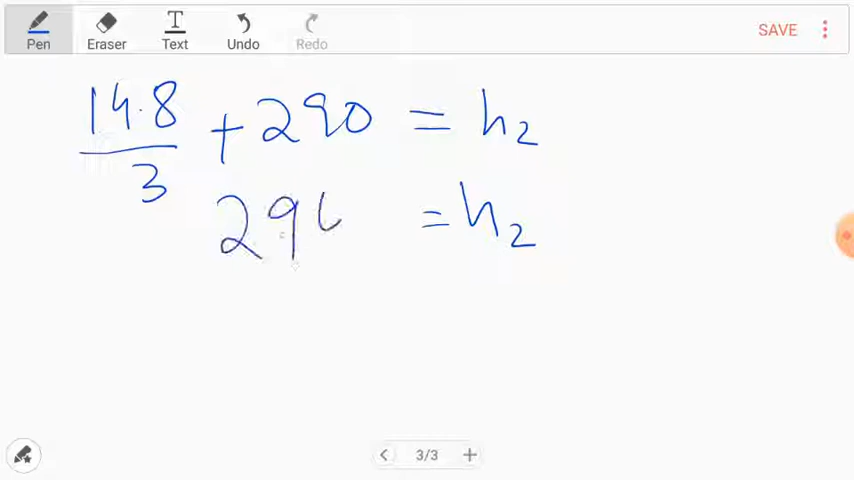 Pen Eraser Text Undo Redo SAVE
14.8
3
+ 290 = h2
29 = h2
3/3